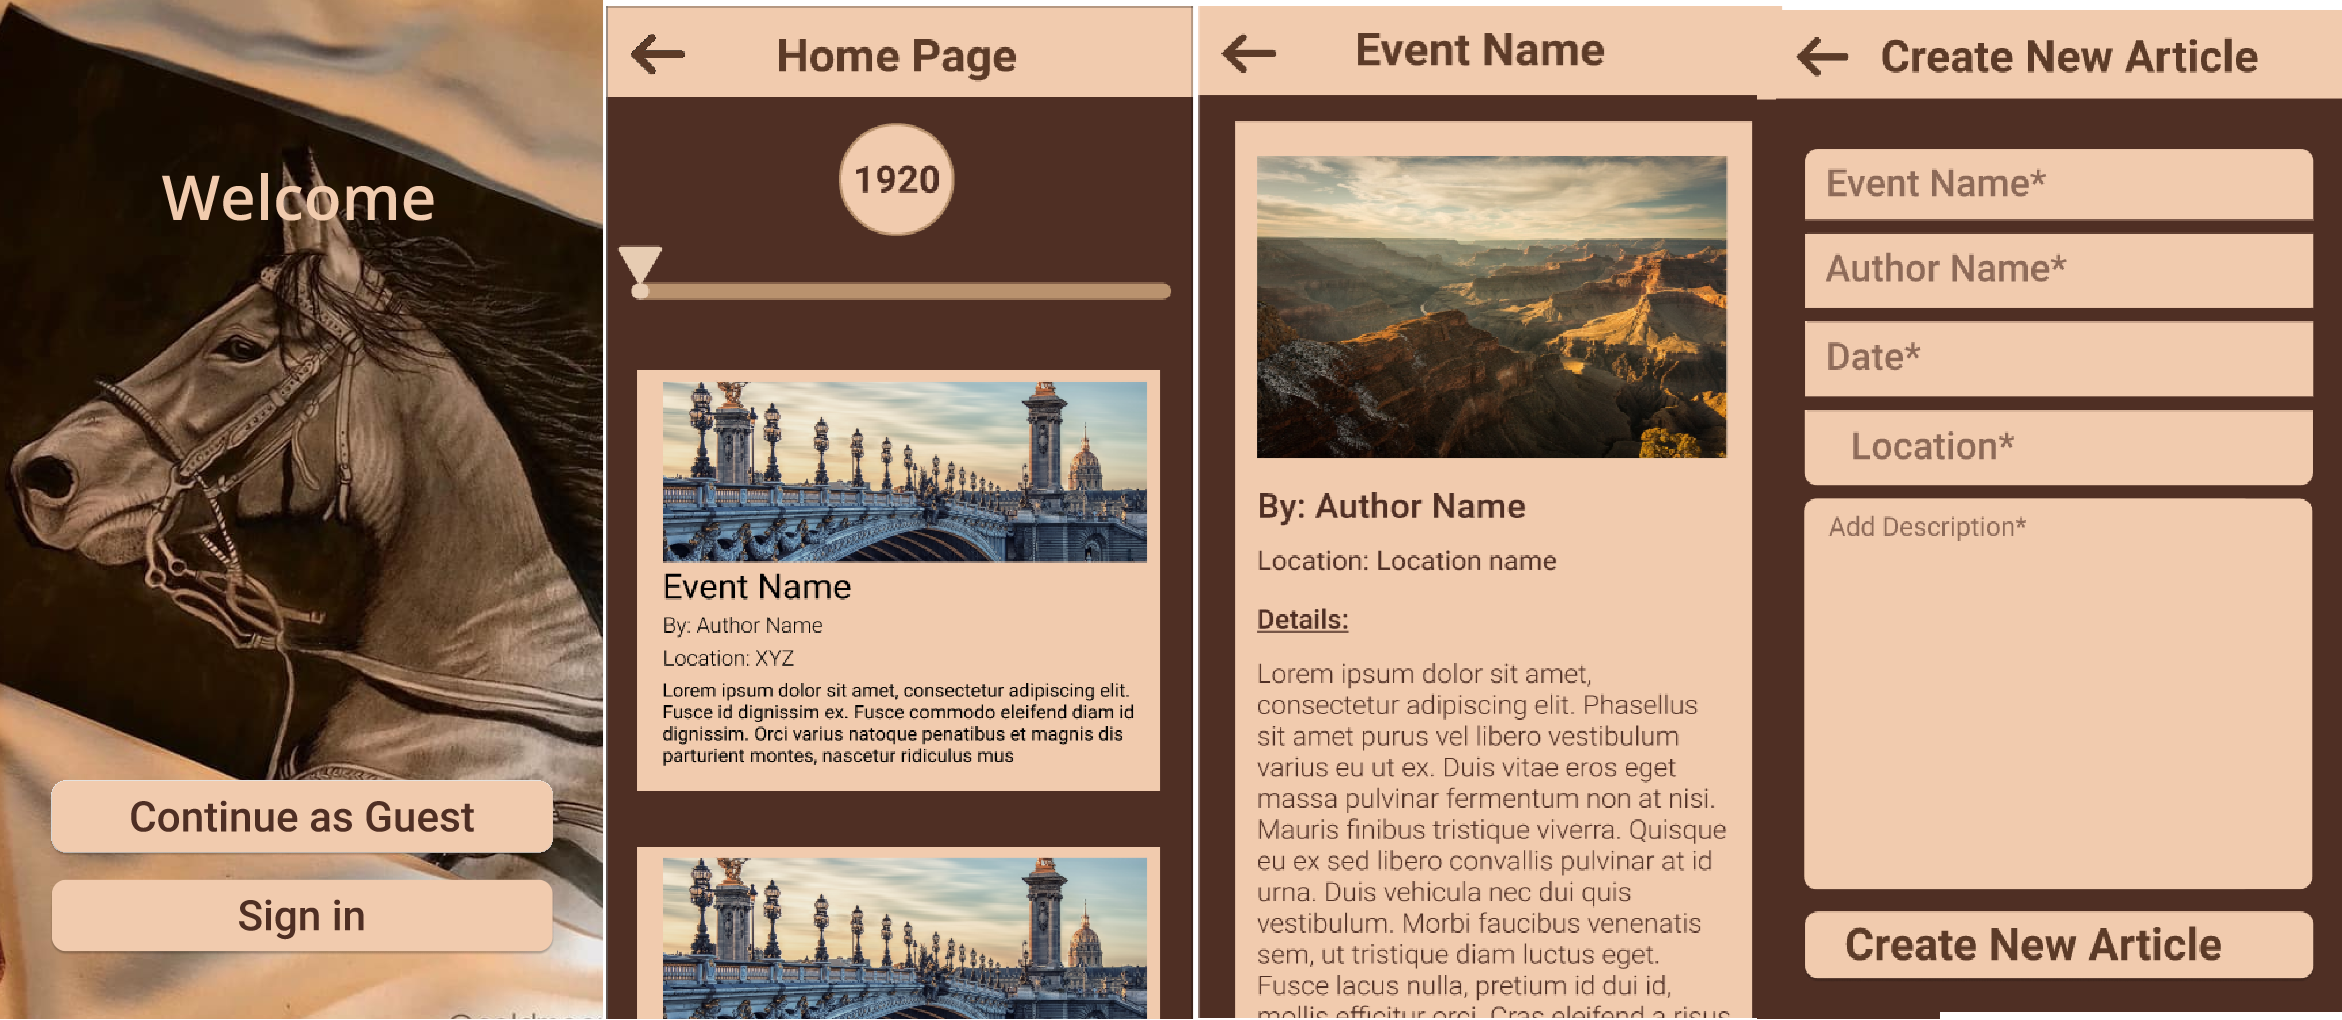 Welcome
Continue as Guest
Sign in
Home Page
1920
Event Name
By: Author Name
Location: XYZ
Lorem ipsum dolor sit amet, consectetur adipiscing elit.
Fusce id dignissim ex. Fusce commodo eleifend diam id
dignissim. Orci varius natoque penatibus et magnis dis
parturient montes, nascetur ridiculus mus
Event Name
By: Author Name
Location: Location name
Details:
Lorem ipsum dolor sit amet,
consectetur adipiscing elit. Phasellus
sit amet purus vel libero vestibulum
varius eu ut ex. Duis vitae eros eget
massa pulvinar fermentum non at nisi.
Mauris finibus tristique viverra. Quisque
eu ex sed libero convallis pulvinar at id
urna. Duis vehicula nec dui quis
vestibulum. Morbi faucibus venenatis
sem, ut tristique diam luctus eget.
Fusce lacus nulla, pretium id dui id,
mollis efficitur orci. Cras eleifend a risus
Create New Article
Event Name*
Author Name*
Date*
Location*
Add Description*
Create New Article